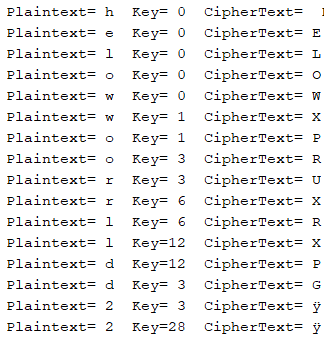 Plaintext= h  Key= 0  CipherText=
Plaintext= e  Key= 0  CipherText= E
Plaintext= l  Key= 0  CipherText= L
Plaintext= o  Key= 0  CipherText= O
Plaintext= w  Key= 0  CipherText= W
Plaintext= w  Key= 1  CipherText= X
Plaintext= o  Key= 1  CipherText= P
Plaintext= o  Key= 3  CipherText= R
Plaintext= r  Key= 3  CipherText= U
Plaintext= r  Key= 6  CipherText= X
Plaintext= l  Key= 6  CipherText= R
Plaintext= l  Key=12  CipherText= X
Plaintext= d  Key=12  CipherText= P
Plaintext= d  Key= 3  CipherText= G
Plaintext= 2  Key= 3  CipherText= ÿ
Plaintext= 2  Key=28  CipherText= ÿ